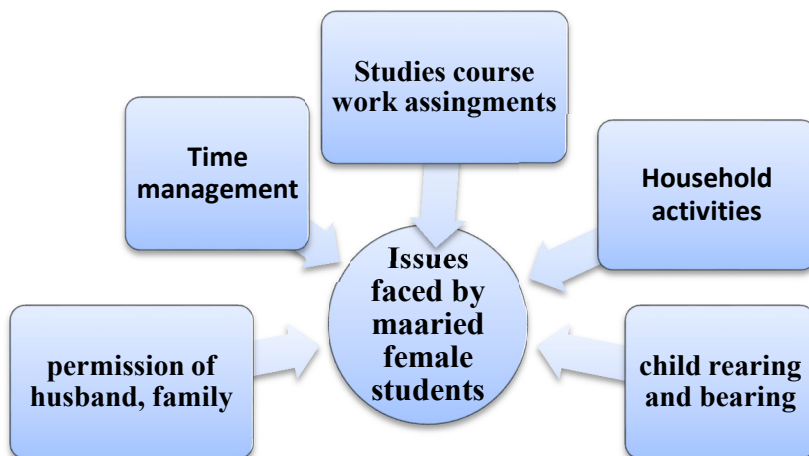 Studies course
work assingments
Time
management
Household
activities
Issues
faced by
maaried
female
students
permission of
husband, family
child rearing
and bearing